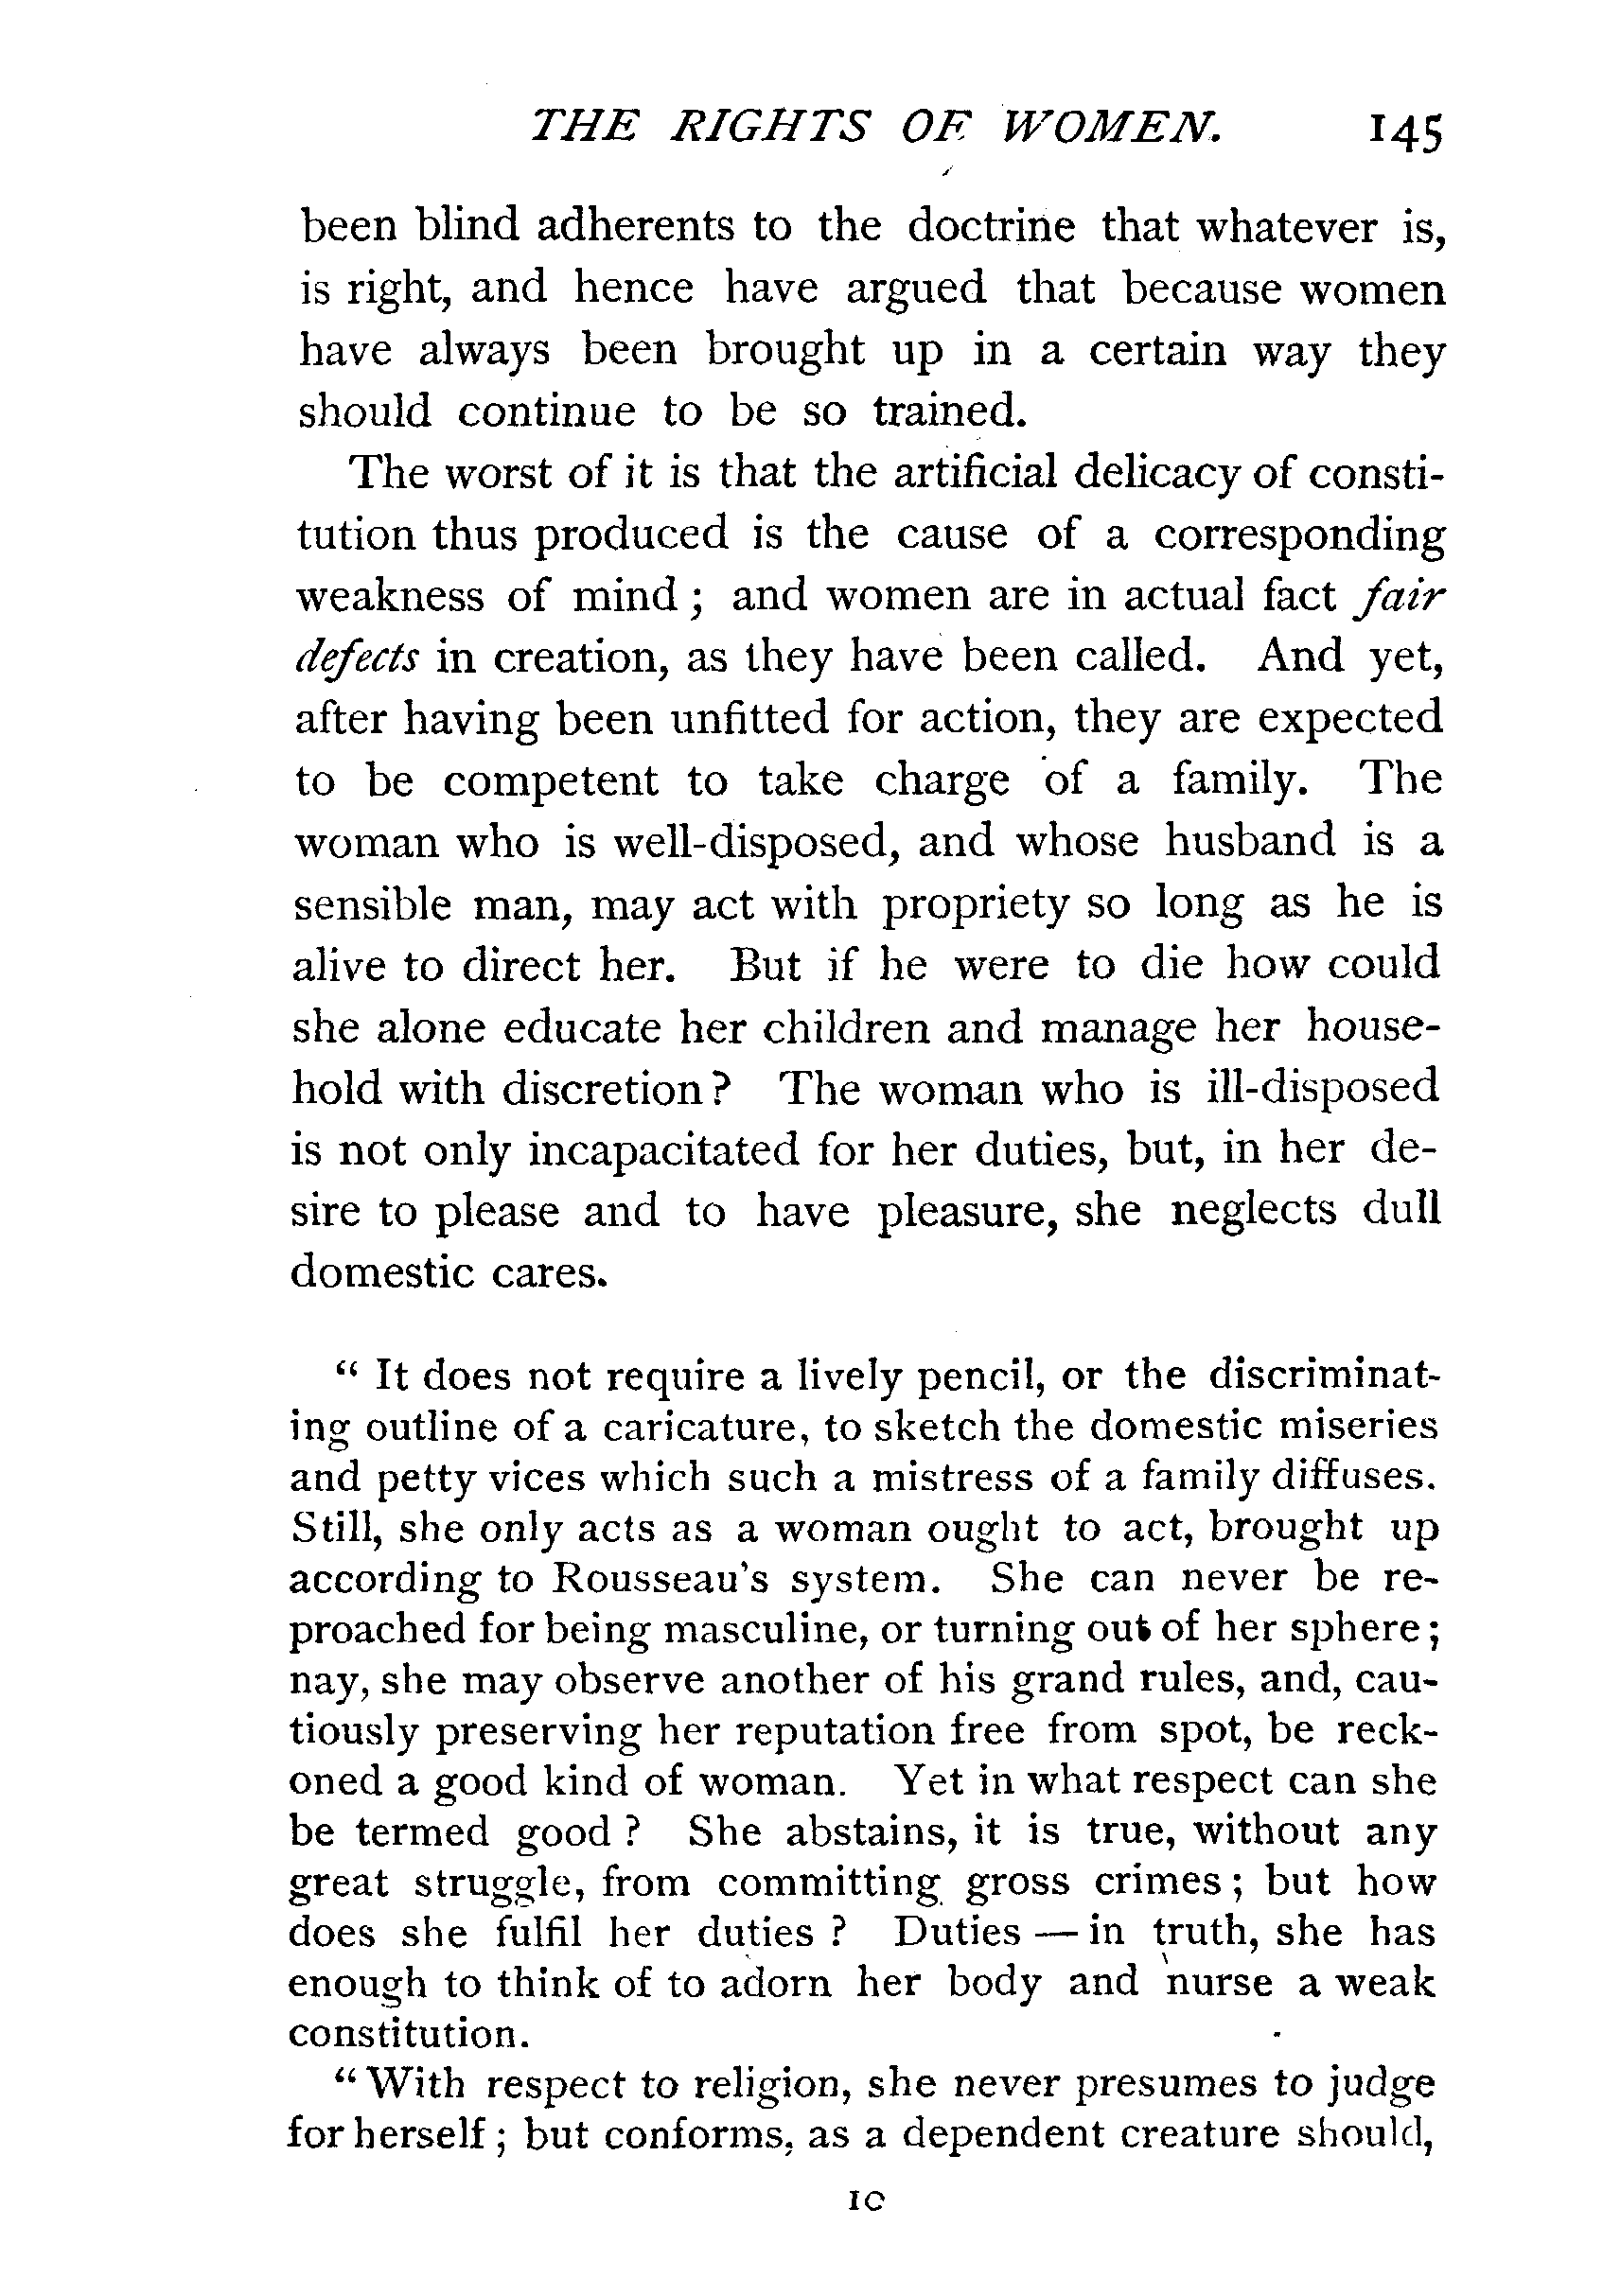 THE RIGHTS OF WOMEN. 145
been blind adherents to the doctrine that whatever is,
is right, and hence have argued that because women
have always been brought up in a certain way they
should continue to be so trained.
The worst of it is that the artificial delicacy of consti-
tution thus produced is the cause of a corresponding
weakness of mind ; and women are in actual fact fair
defects in creation, as they have been called. And yet,
after having been unfitted for action, they are expected
to be competent to take charge of a family. The
woman who is well-disposed, and whose husband is a
sensible man, may act with propriety so long as he is
alive to direct her. But if he were to die how could
she alone educate her children and manage her house-
hold with discretion ? The woman who is ill-disposed
is not only incapacitated for her duties, but, in her de-
sire to please and to have pleasure, she neglects dull
domestic cares.
“ It does not require a lively pencil, or the discriminat-
ing outline of a caricature, to sketch the domestic miseries
and petty vices which such a mistress of a family diffuses.
Still, she only acts as a woman ought to act, brought up
according to Rousseau’s system. She can never be re-
proached for being masculine, or turning out of her sphere ;
nay, she may observe another of his grand rules, and, cau-
tiously preserving her reputation free from spot, be reck-
oned a good kind of woman. Yet in what respect can she
be termed good ? She abstains, it is true, without any
great struggle, from committing gross crimes ; but how
does she fulfil her duties ? Duties — in truth, she has
enough to think of to adorn her body and nurse a weak
constitution.
“ With respect to religion, she never presumes to judge
for herself ; but conforms, as a dependent creature should,
10